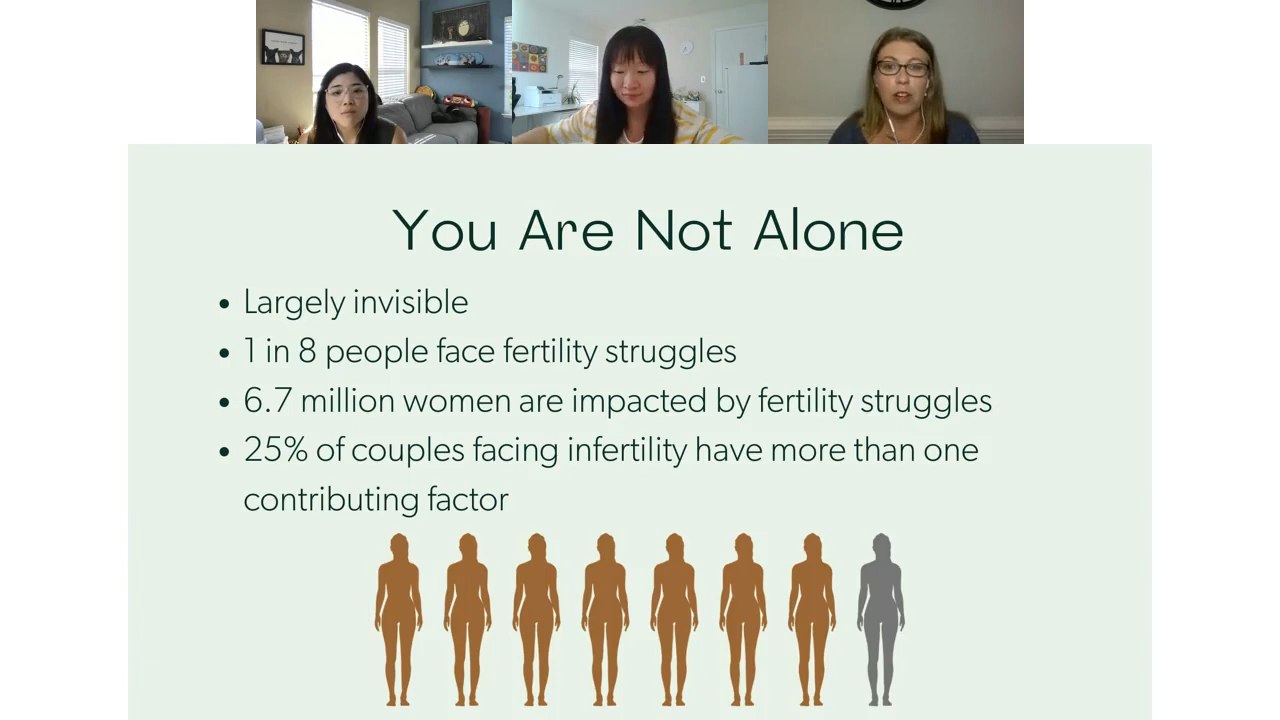 You Are Not Alone
• Largely invisible
• 1 in 8 people face fertility struggles
• 6.7 million women are impacted by fertility struggles
• 25% of couples facing infertility have more than one
contributing factor